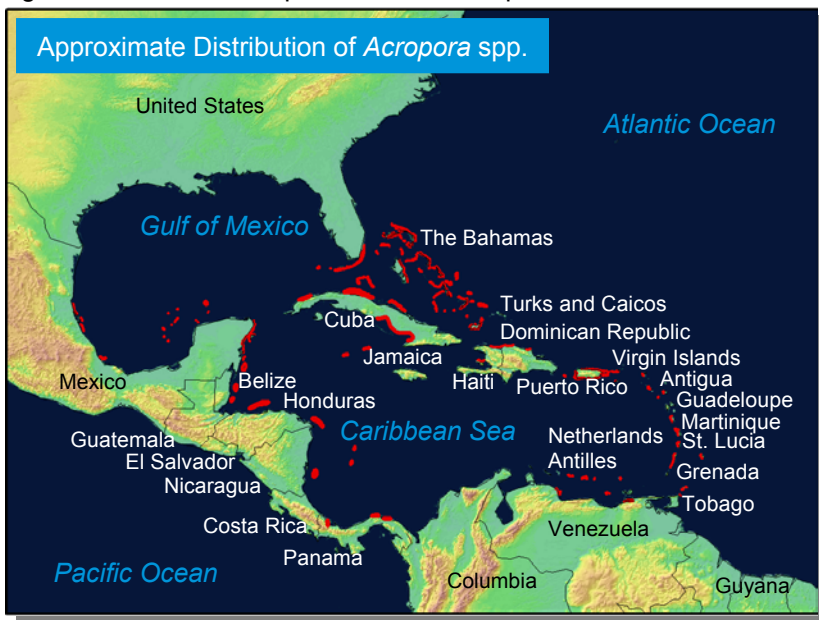 Approximate Distribution of Acropora spp.
United States
Atlantic Ocean
Gulf of Mexico
The Bahamas
Turks and Caicos
Cuba
Dominican Republic
Jamaica
Virgin Islands
Mexico
Belize
Haiti
Puerto Rico
Antigua
Honduras
Guadeloupe
Martinique
Caribbean Sea
Netherlands
Antilles
St. Lucia
Guatemala
El Salvador
Nicaragua
Grenada
Tobago
Costa Rica
Venezuela
Panama
Pacific Ocean
Columbia
Guyana